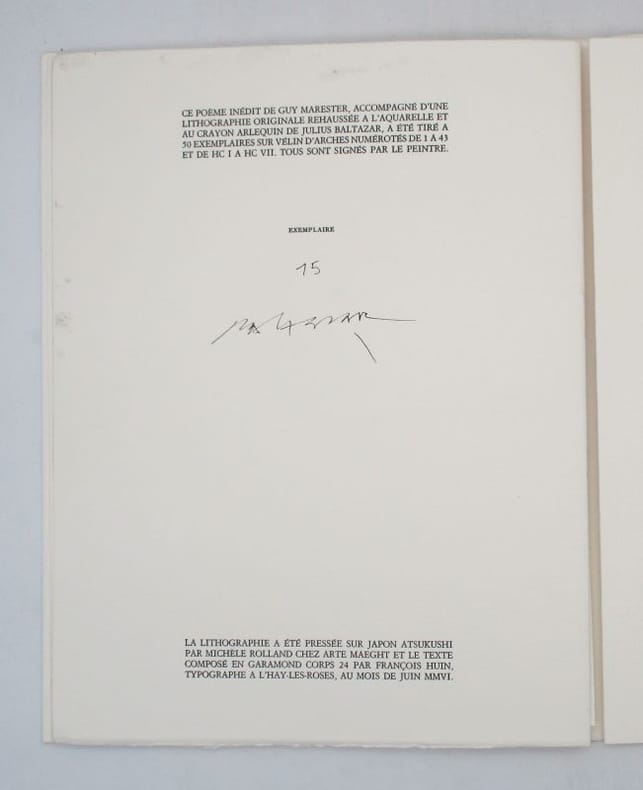 CE POÈME INÉDIT DE GUY MARESTER, ACCOMPAGNÉ D'UNE
LITHOGRAPHIE ORIGINALE REHAUSSÉE A L'AQUARELLE ET
AU CRAYON ARLEQUIN DE JULIUS BALTAZAR, A ÉTÉ TIRÉ A
50 EXEMPLAIRES SUR VÉLIN D'ARCHES NUMÉROTÉS DE 1 A 43
ET DE HC I A HC VII. TOUS SONT SIGNÉS PAR LE PEINTRE.
EXEMPLAIRE
15
Baltazar
LA LITHOGRAPHIE A ÉTÉ PRESSÉE SUR JAPON ATSUKUSHI
PAR MICHÈLE ROLLAND CHEZ ARTE MAEGHT ET LE TEXTE
COMPOSÉ EN GARAMOND CORPS 24 PAR FRANÇOIS HUIN,
TYPOGRAPHE A L'HAY-LES-ROSES, AU MOIS DE JUIN MMVI.